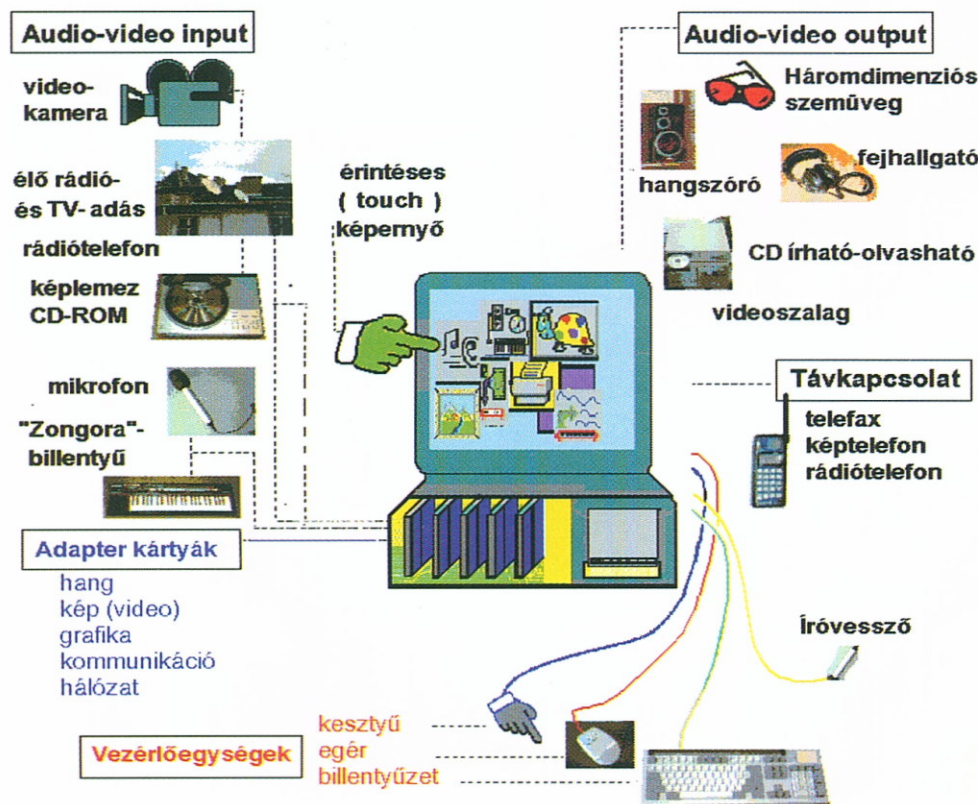 Audio-video input
video-
kamera
élő rádió-
és TV- adás
rádiótelefon
képlemez
CD-ROM
mikrofon
"Zongora"-
billentyű
érintéses
( touch )
képernyő
Audio-video output
Háromdimenziós
szemüveg
hangszóró
fejhallgató
CD írható-olvasható
videoszalag
Távkapcsolat
telefax
képtelefon
rádiótelefon
Adapter kártyák
hang
kép (video)
grafika
kommunikáció
hálózat
Íróvessző
Vezérlőegységek
kesztyű
egér
billentyűzet